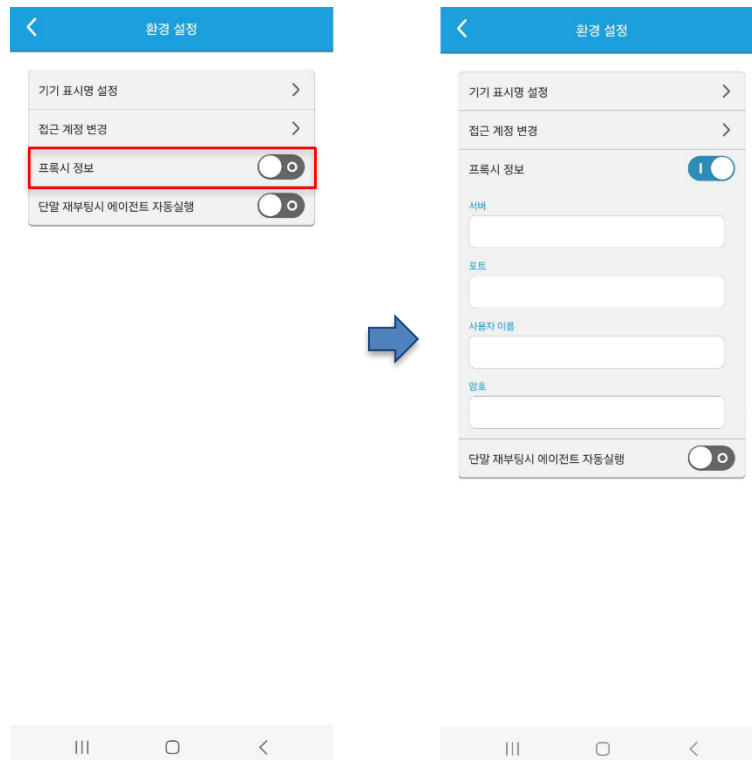 환경 설정
기기 표시명 설정
접근 계정 변경
프록시 정보
단말 재부팅시 에이전트 자동실행
환경 설정
기기 표시명 설정
접근 계정 변경
프록시 정보
서버
포트
사용자 이름
암호
단말 재부팅시 에이전트 자동실행